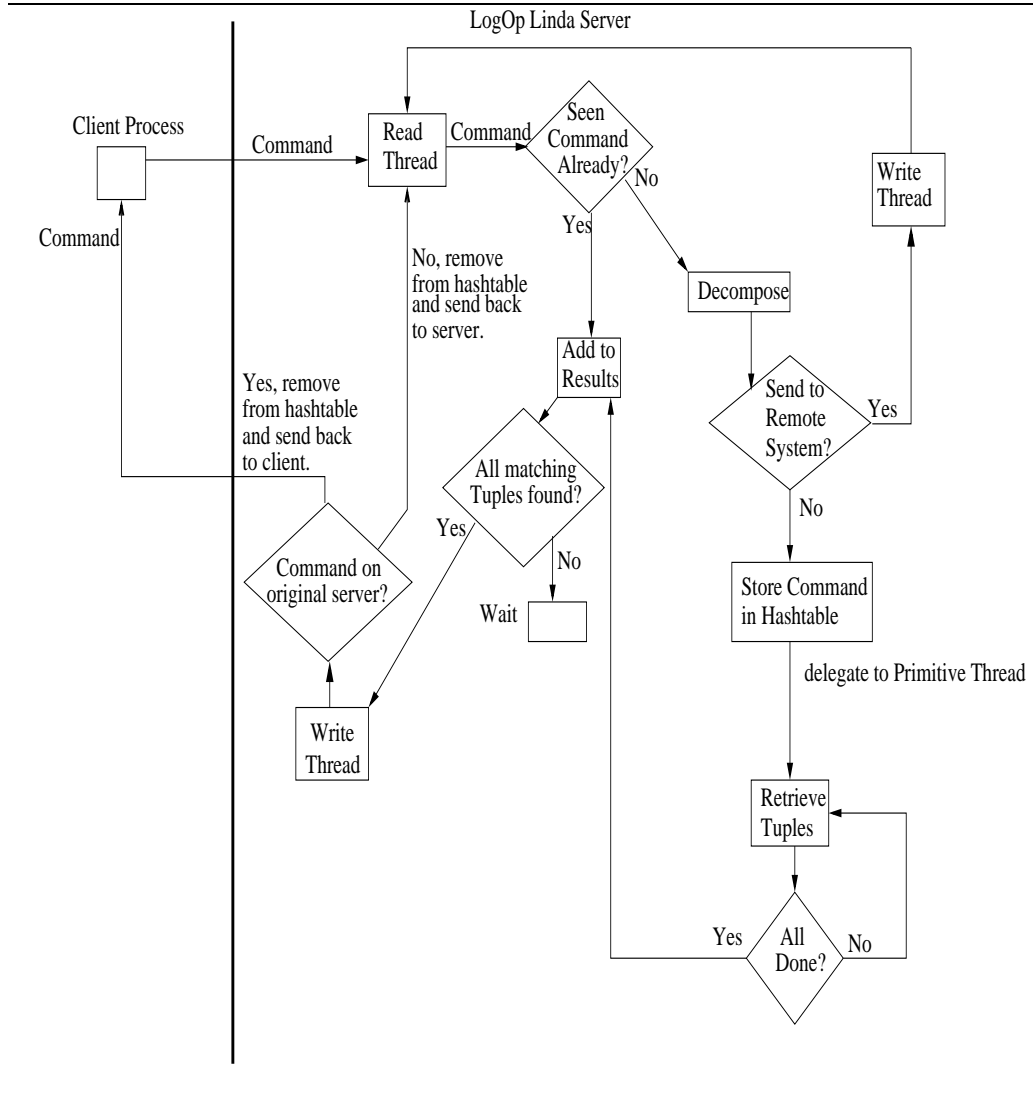 LogOp Linda Server
Client Process
Command
Read
Thread
Command
Seen
Command
Already?
No
Yes
Write
Thread
Command
No, remove
from hashtable
and send back
to server.
Decompose
Add to
Results
Send to
Remote
System?
Yes
No
Yes, remove
from hashtable
and send back
to client.
All matching
Tuples found?
Yes
No
Wait
Command on
original server?
Store Command
in Hashtable
delegate to Primitive Thread
Write
Thread
Retrieve
Tuples
Yes
All
Done?
No